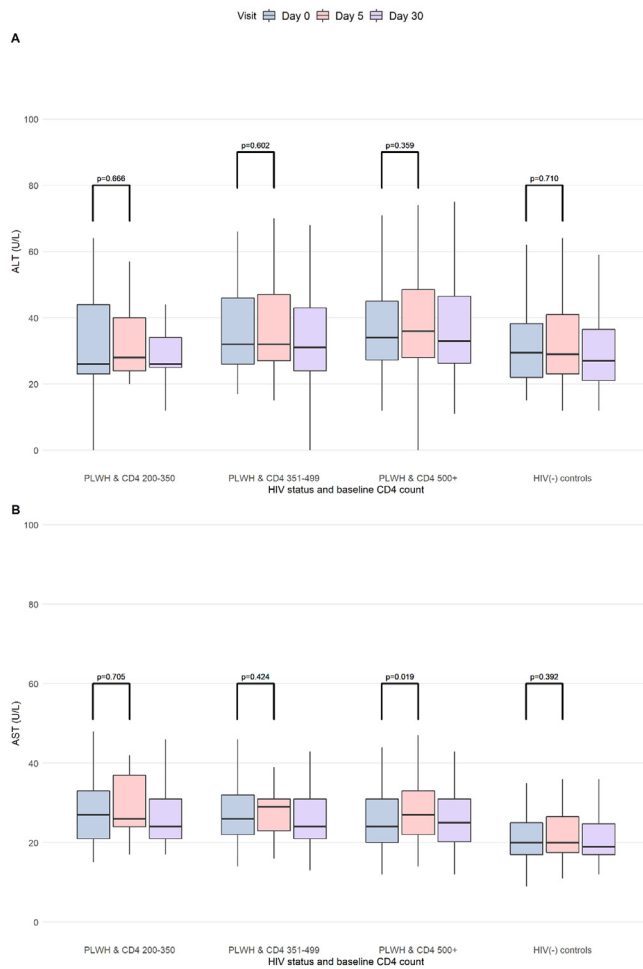 Visit Day 0 Day 5 Day 30
A
100
p=0.602 p=0.359
p=0.666 p=0.710
80
60
ALT (U/L)
40
20
0
PLWH & CD4 200-350 PLWH & CD4 351-499 PLWH & CD4 500+ HIV(-) controls
HIV status and baseline CD4 count
B
100
80
p=0.705 p=0.424 p=0.019 p=0.392
60
AST (U/L)
40
20
0
PLWH & CD4 200-350 PLWH & CD4 351-499 PLWH & CD4 500+ HIV(-) controls
HIV status and baseline CD4 count